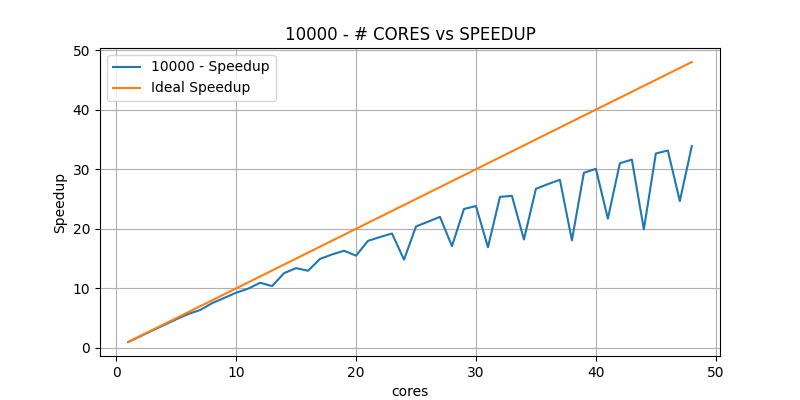 10000 - # CORES vs SPEEDUP
10000 - Speedup
Ideal Speedup
50
40
30
20
10
0
Speedup
0 10 20 30 40 50
cores